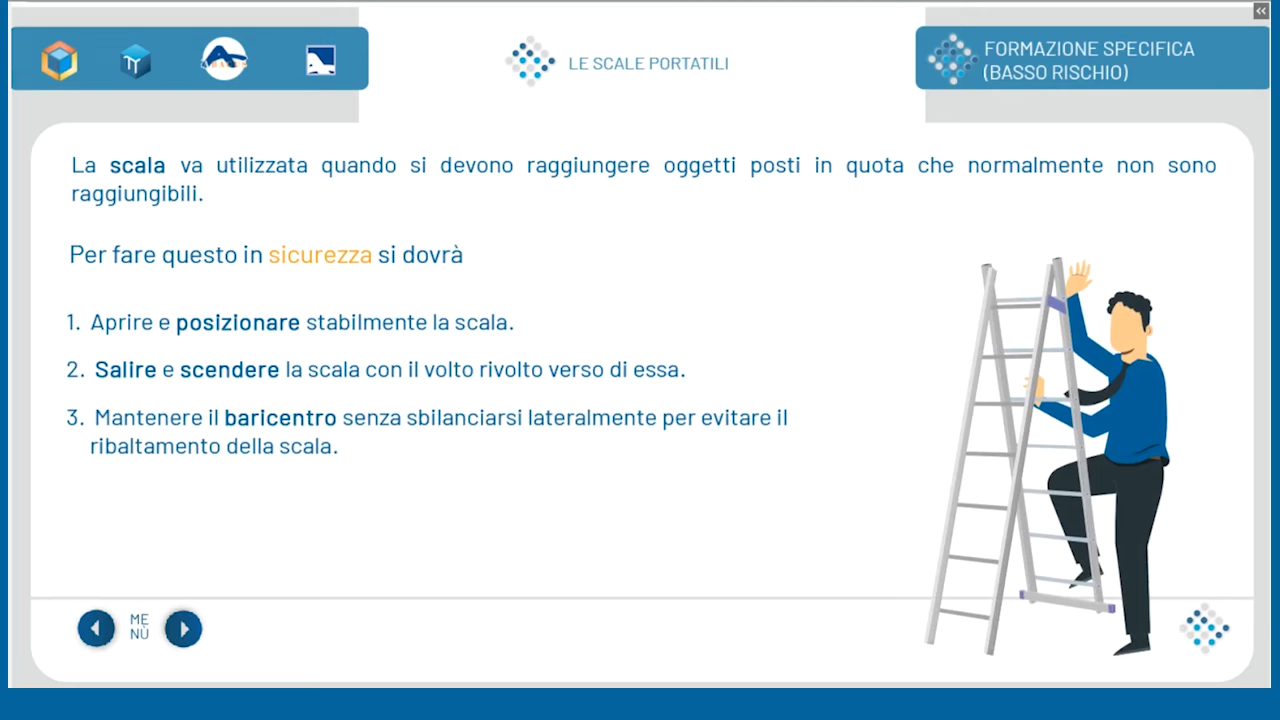 LE SCALE PORTATILI
FORMAZIONE SPECIFICA
(BASSO RISCHIO)
La scala va utilizzata quando si devono raggiungere oggetti posti in quota che normalmente non sono
raggiungibili.
Per fare questo in sicurezza si dovrà
1. Aprire e posizionare stabilmente la scala.
2. Salire e scendere la scala con il volto rivolto verso di essa.
3. Mantenere il baricentro senza sbilanciarsi lateralmente per evitare il
ribaltamento della scala.
ME
NÙ